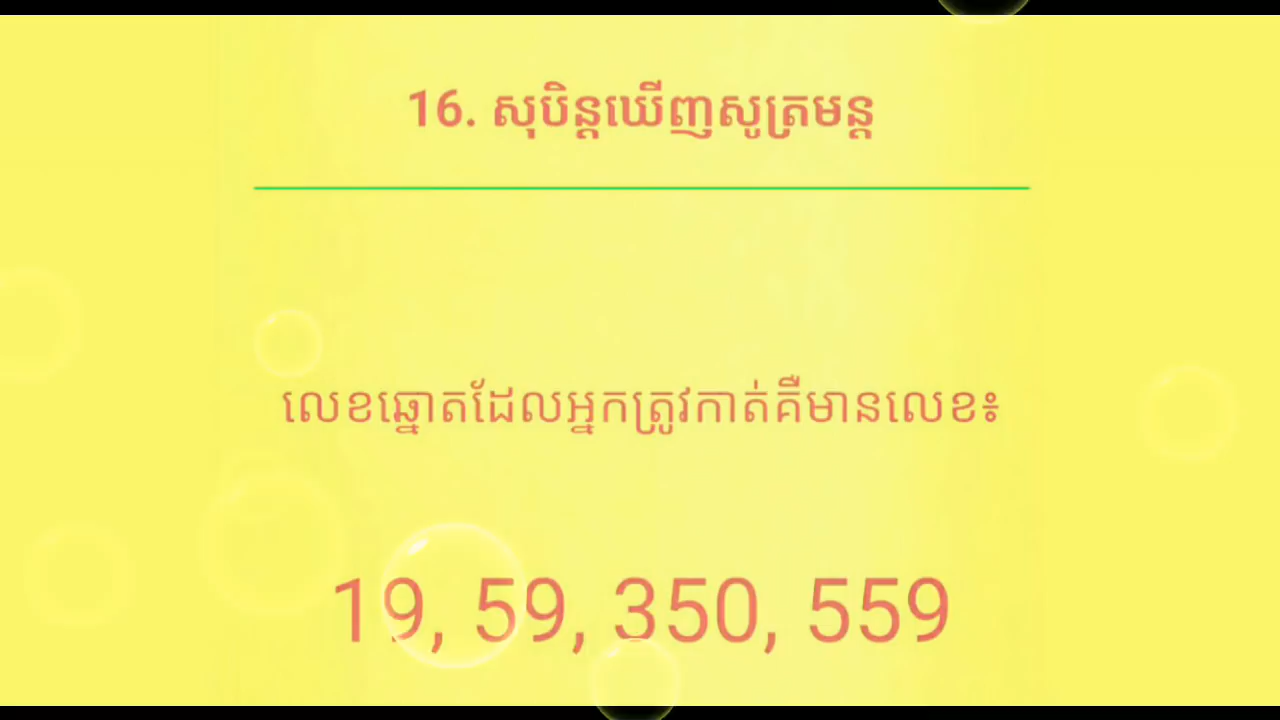 16. សុបិន្តឃើញសូត្រមន្ត
លេខឆ្នោតដែលអ្នកត្រូវកាត់គឺមានលេខ៖
19, 59, 350, 559